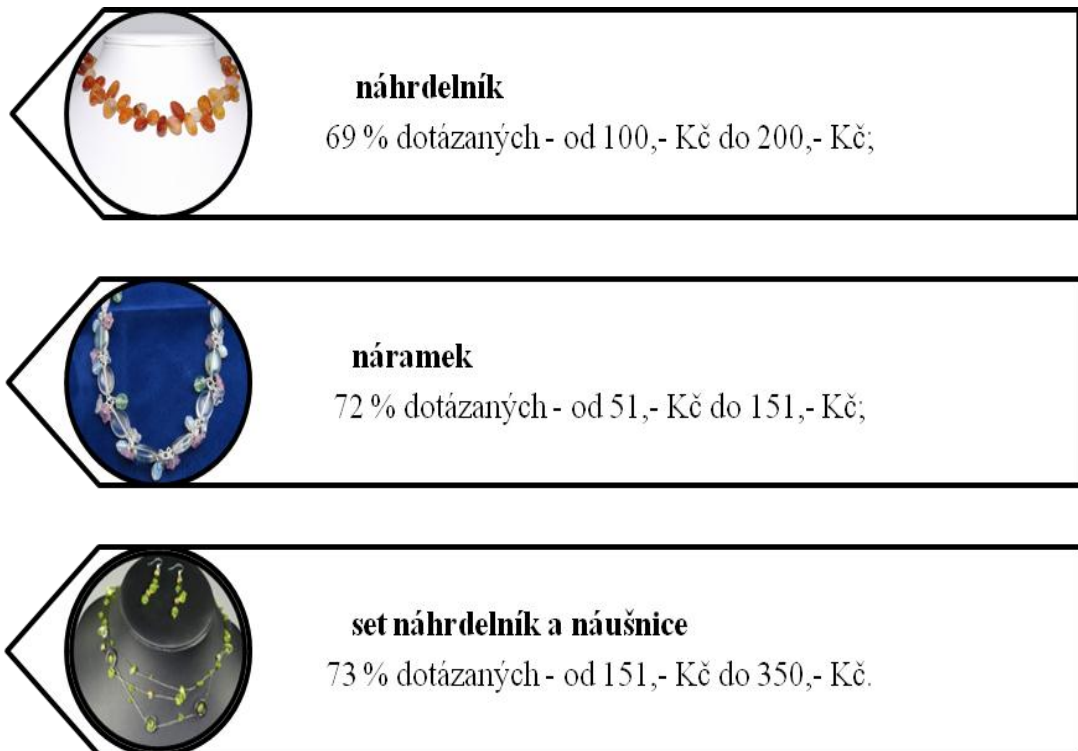 náhrdelník
69 % dotázaných - od 100,- Kč do 200,- Kč;
náramek
72 % dotázaných - od 51,- Kč do 151,- Kč;
set náhrdelník a náušnice
73 % dotázaných - od 151,- Kč do 350,- Kč.